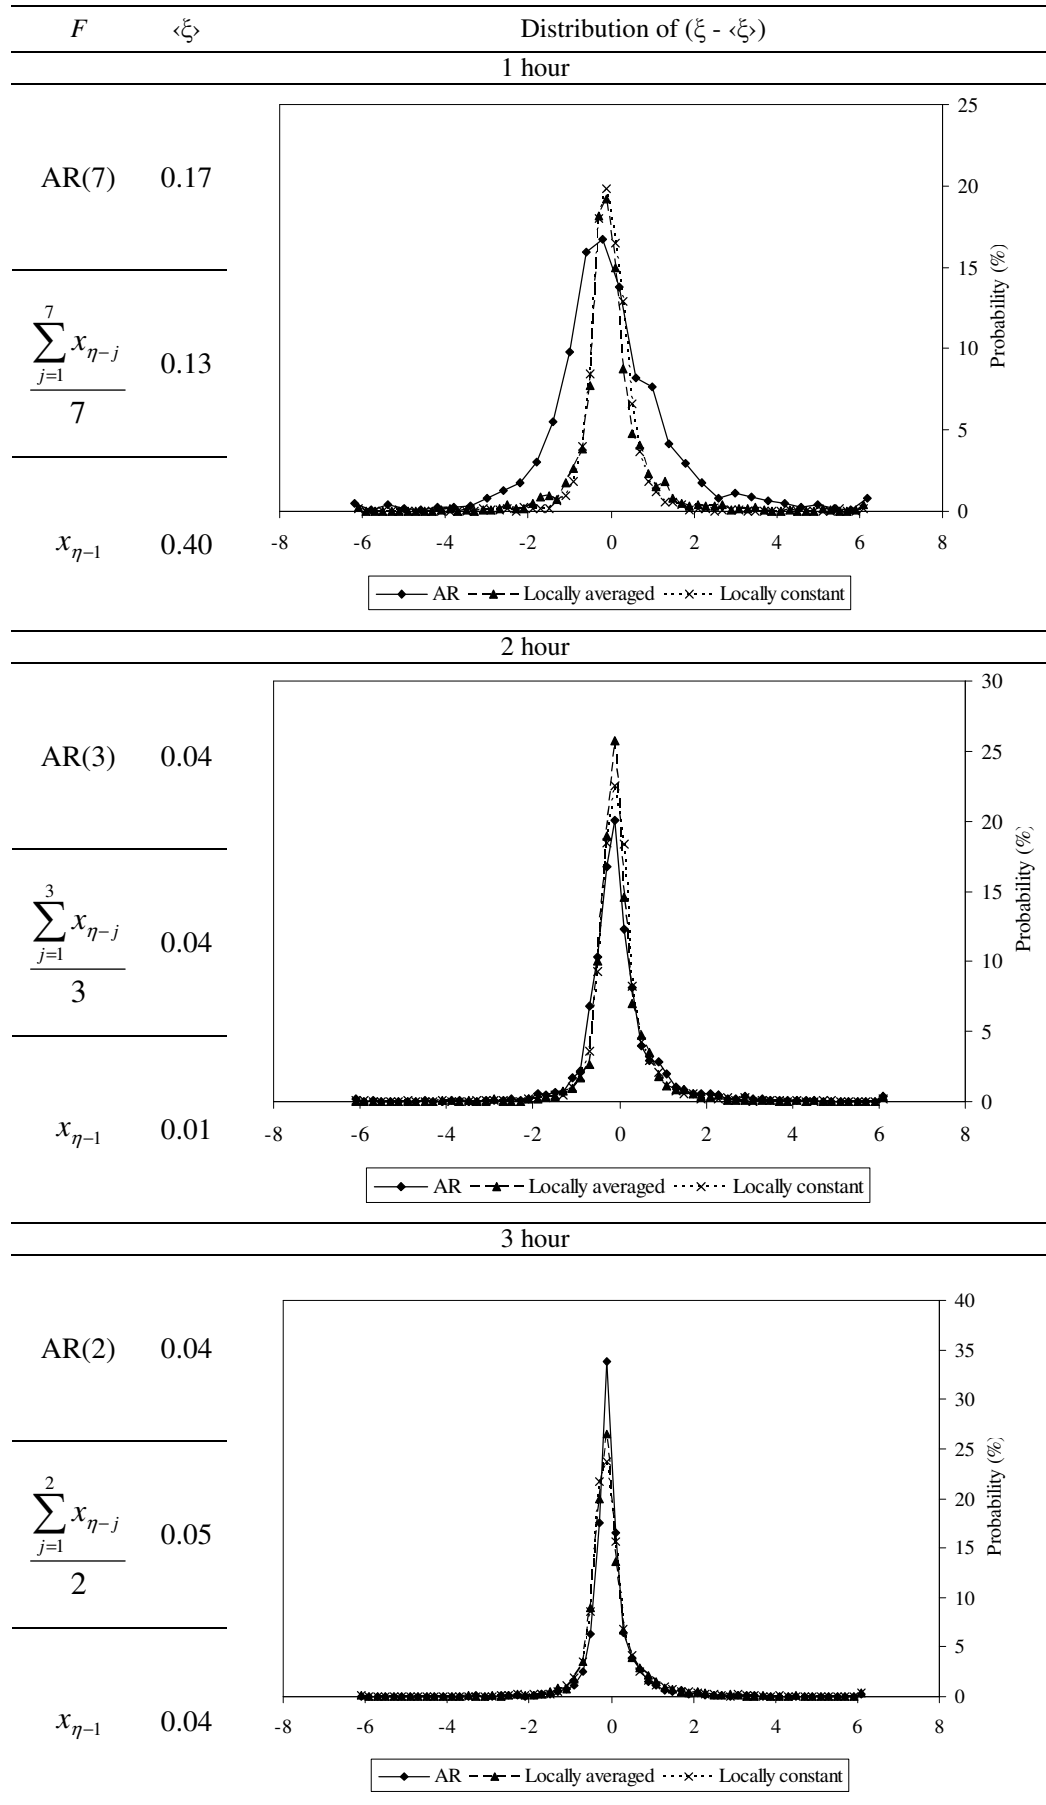 F ‹ξ› Distribution of (ξ - ‹ξ›)
1 hour
AR(7) 0.17
7
∑ x_{η−j}
j=1
7
0.13
x_{η−1} 0.40
25
20
15
10
5
0
Probability (%)
-8 -6 -4 -2 0 2 4 6 8
AR Locally averaged Locally constant
2 hour
AR(3) 0.04
3
∑ x_{η−j}
j=1
3
0.04
x_{η−1} 0.01
30
25
20
15
10
5
0
Probability (%)
-8 -6 -4 -2 0 2 4 6 8
AR Locally averaged Locally constant
3 hour
AR(2) 0.04
2
∑ x_{η−j}
j=1
2
0.05
x_{η−1} 0.04
40
35
30
25
20
15
10
5
0
Probability (%)
-8 -6 -4 -2 0 2 4 6 8
AR Locally averaged Locally constant